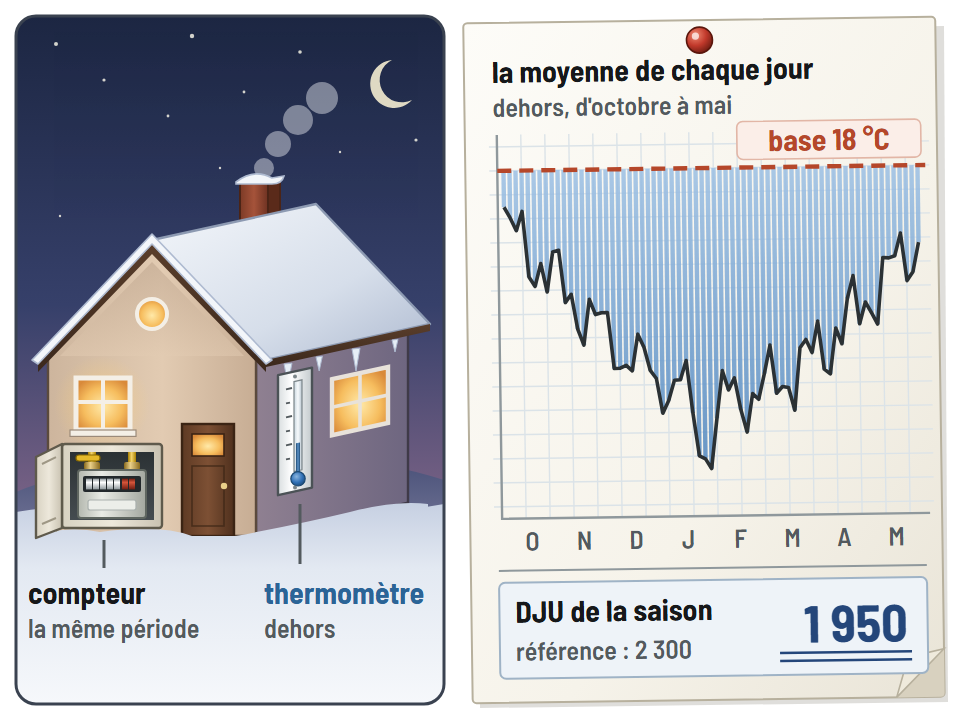 compteur
la même période
thermomètre
dehors
la moyenne de chaque jour
dehors, d'octobre à mai
base 18 °C
O N D J F M A M
DJU de la saison
référence : 2 300
1 950